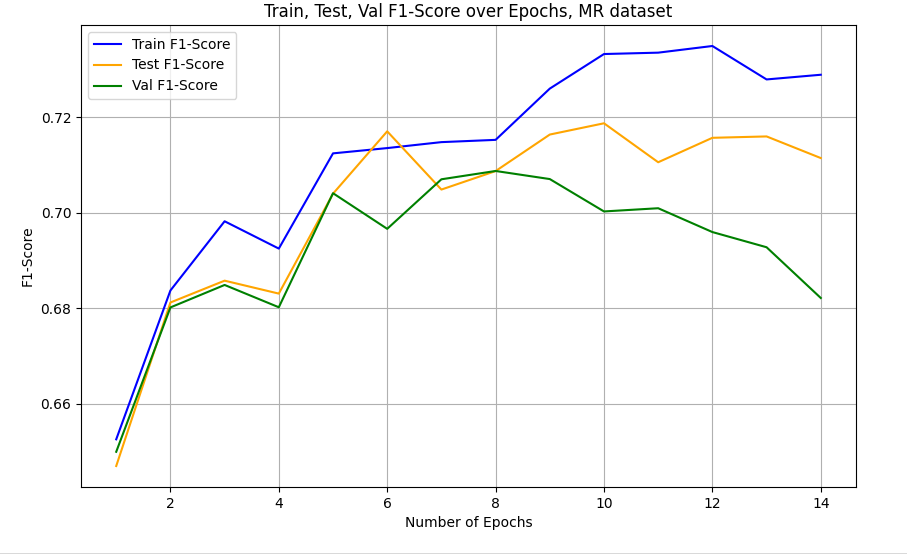 Train, Test, Val F1-Score over Epochs, MR dataset
Train F1-Score
Test F1-Score
Val F1-Score
0.72
0.70
0.68
0.66
F1-Score
2 4 6 8 10 12 14
Number of Epochs